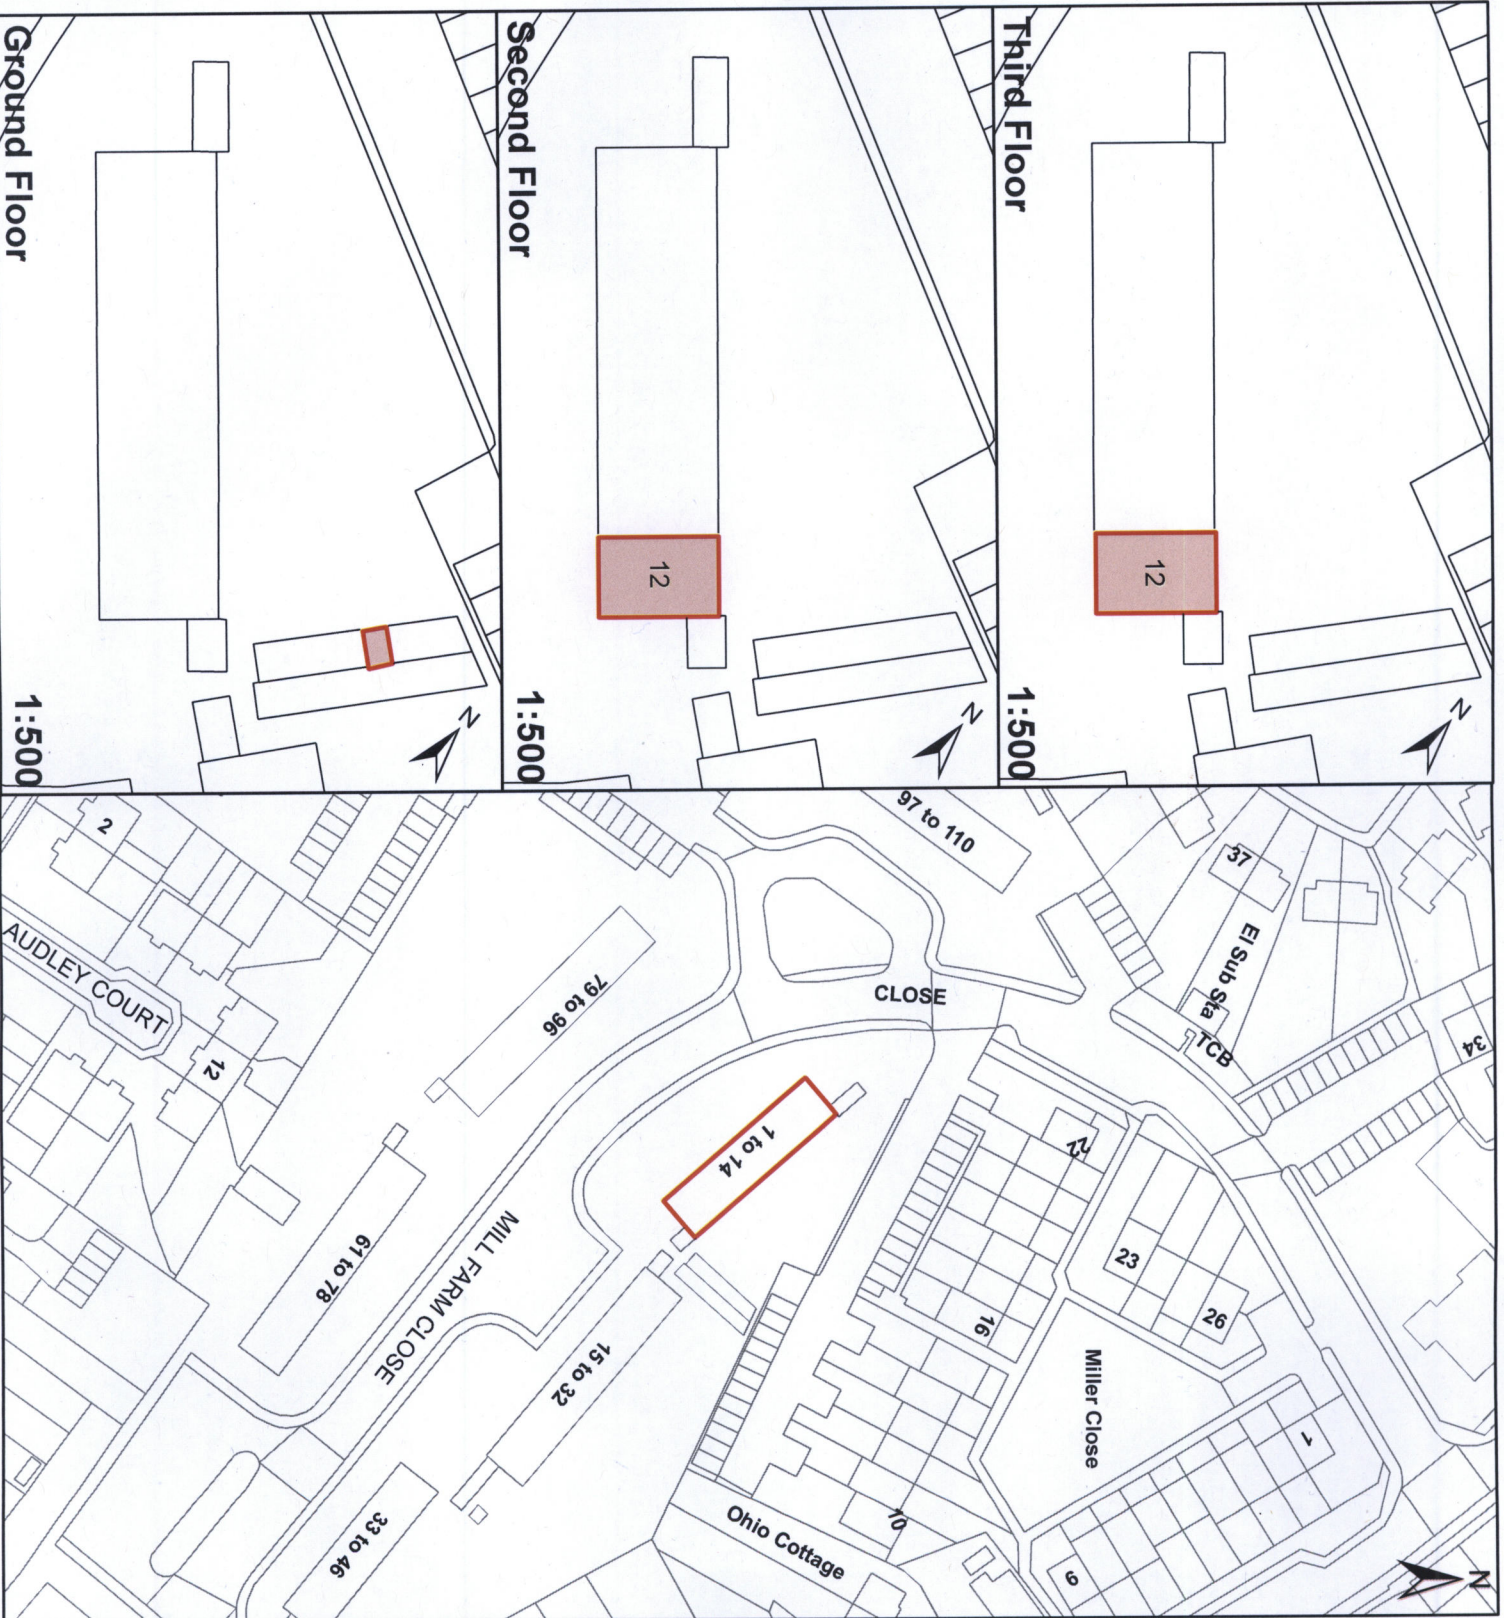 Third Floor
12
N
1:500
Second Floor
12
N
1:500
Ground Floor
N
1:500
97 to 110
37
El Sub Sta
TCB
34
CLOSE
79 to 96
2
AUDLEY COURT
12
1 to 14
22
23
26
16
61 to 78
MILL FARM CLOSE
15 to 32
Miller Close
1
10
9
Ohio Cottage
33 to 46
N